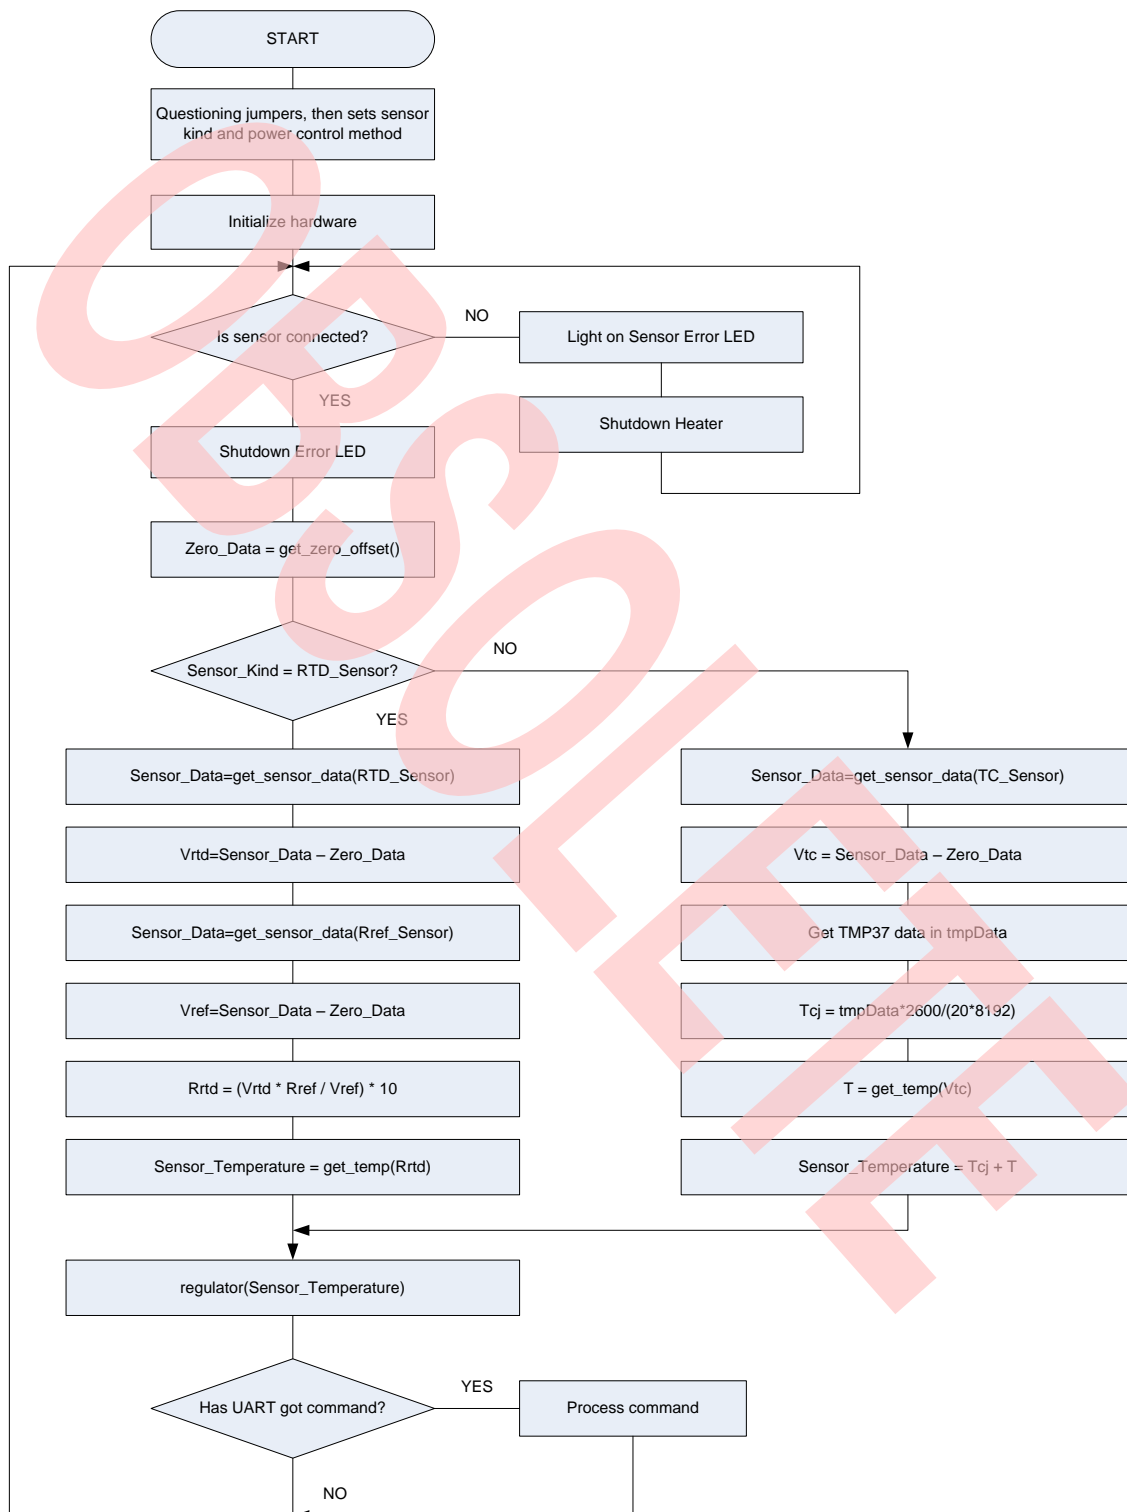 START
Questioning jumpers, then sets sensor
kind and power control method
Initialize hardware
Is sensor connected?
NO
Light on Sensor Error LED
YES
Shutdown Heater
Shutdown Error LED
Zero_Data = get_zero_offset()
Sensor_Kind = RTD_Sensor?
NO
YES
Sensor_Data=get_sensor_data(RTD_Sensor)
Sensor_Data=get_sensor_data(TC_Sensor)
Vrtd=Sensor_Data – Zero_Data
Vtc = Sensor_Data – Zero_Data
Sensor_Data=get_sensor_data(Rref_Sensor)
Get TMP37 data in tmpData
Vref=Sensor_Data – Zero_Data
Tcj = tmpData*2600/(20*8192)
Rrtd = (Vrtd * Rref / Vref) * 10
T = get_temp(Vtc)
Sensor_Temperature = get_temp(Rrtd)
Sensor_Temperature = Tcj + T
regulator(Sensor_Temperature)
Has UART got command?
YES
Process command
NO
OBSOLETE